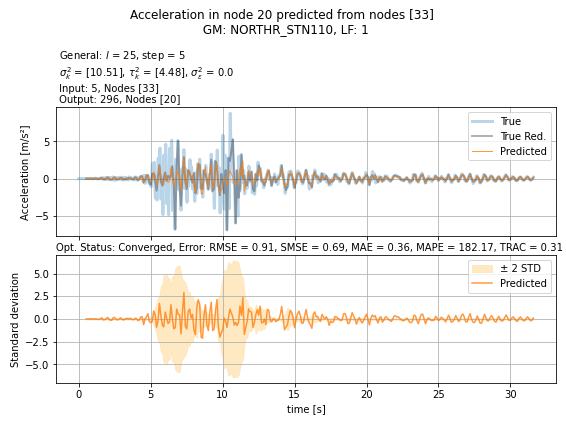 Acceleration in node 20 predicted from nodes [33]
GM: NORTHR_STN110, LF: 1
General: l = 25, step = 5
σ²ₖ = [10.51], τ²ₖ = [4.48], σ²ε = 0.0
Input: 5, Nodes [33]
Output: 296, Nodes [20]
Acceleration [m/s²]
5
0
−5
True
True Red.
Predicted
Opt. Status: Converged, Error: RMSE = 0.91, SMSE = 0.69, MAE = 0.36, MAPE = 182.17, TRAC = 0.31
Standard deviation
5.0
2.5
0.0
−2.5
−5.0
± 2 STD
Predicted
0 5 10 15 20 25 30
time [s]